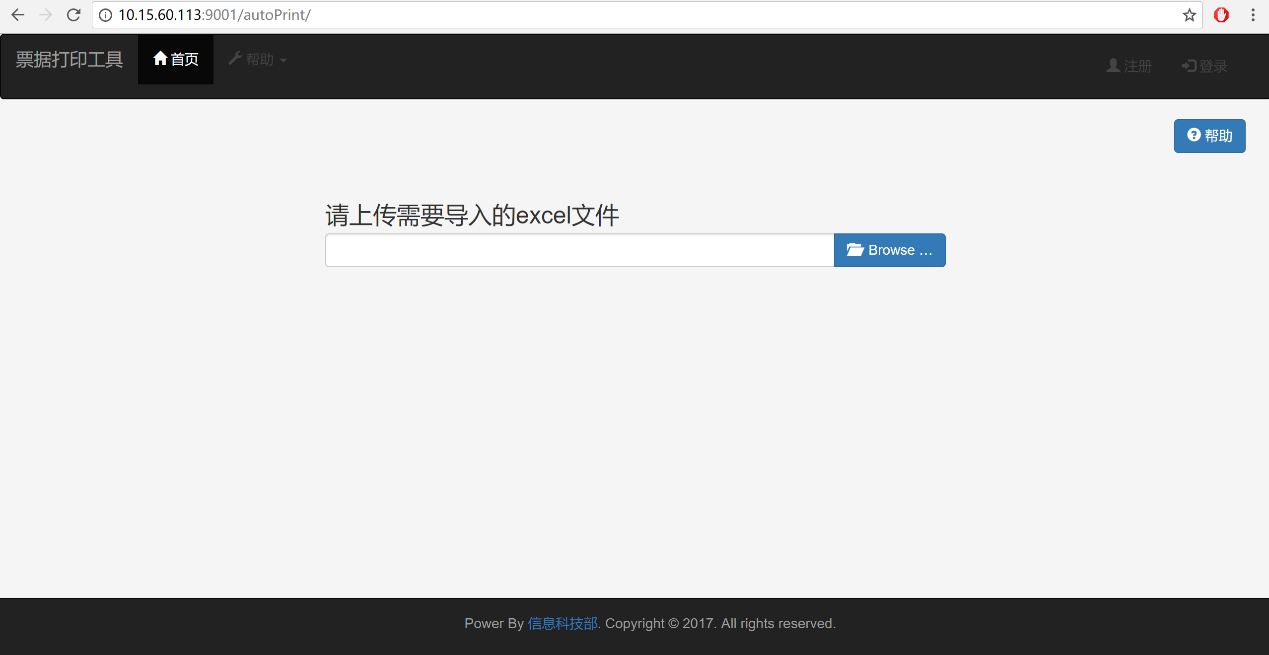 10.15.60.113:9001/autoPrint/
票据打印工具 首页 帮助 注册 登录
帮助
请上传需要导入的excel文件
Browse ...
Power By 信息科技部. Copyright © 2017. All rights reserved.